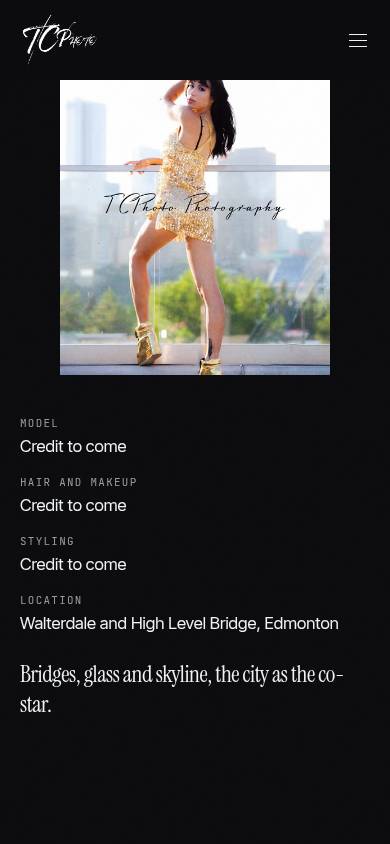 TCPhoto
TCPhoto Photography
MODEL
Credit to come
HAIR AND MAKEUP
Credit to come
STYLING
Credit to come
LOCATION
Walterdale and High Level Bridge, Edmonton
Bridges, glass and skyline, the city as the co-
star.